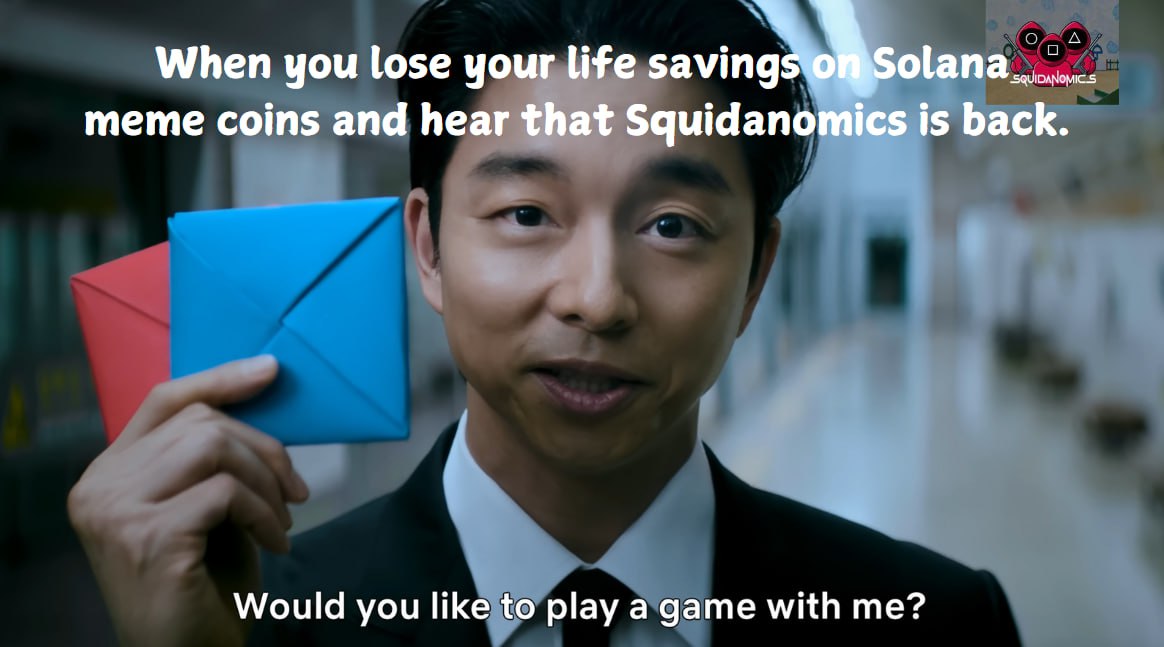 When you lose your life savings on Solana
meme coins and hear that Squidanomics is back.
SQUIDANOMICS
Would you like to play a game with me?